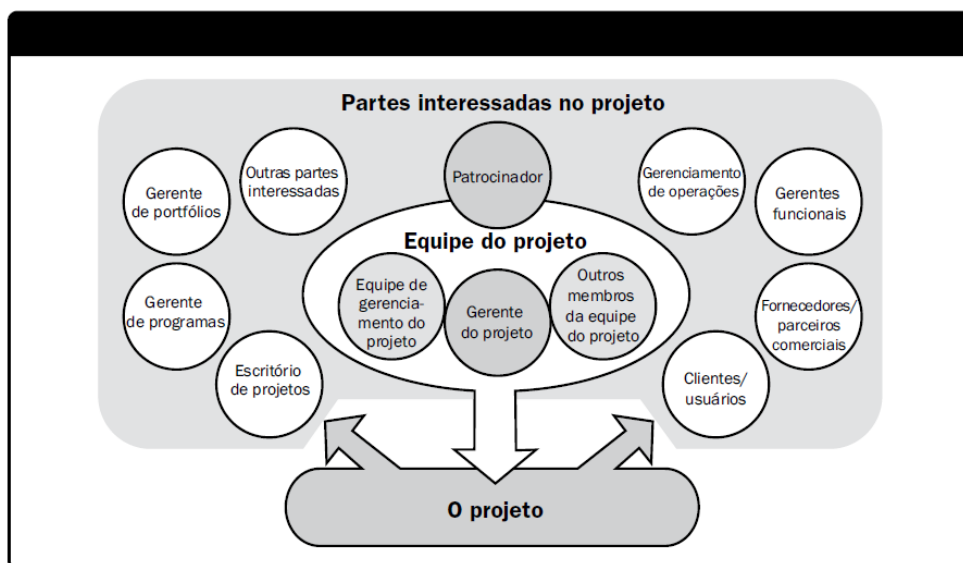 Partes interessadas no projeto
Gerente
de portfólios
Outras partes
interessadas
Patrocinador
Gerenciamento
de operações
Gerentes
funcionais
Equipe do projeto
Gerente
de programas
Equipe de
gerencia-
mento do
projeto
Gerente
do projeto
Outros
membros
da equipe
do projeto
Fornecedores/
parceiros
comerciais
Escritório
de projetos
Clientes/
usuários
O projeto